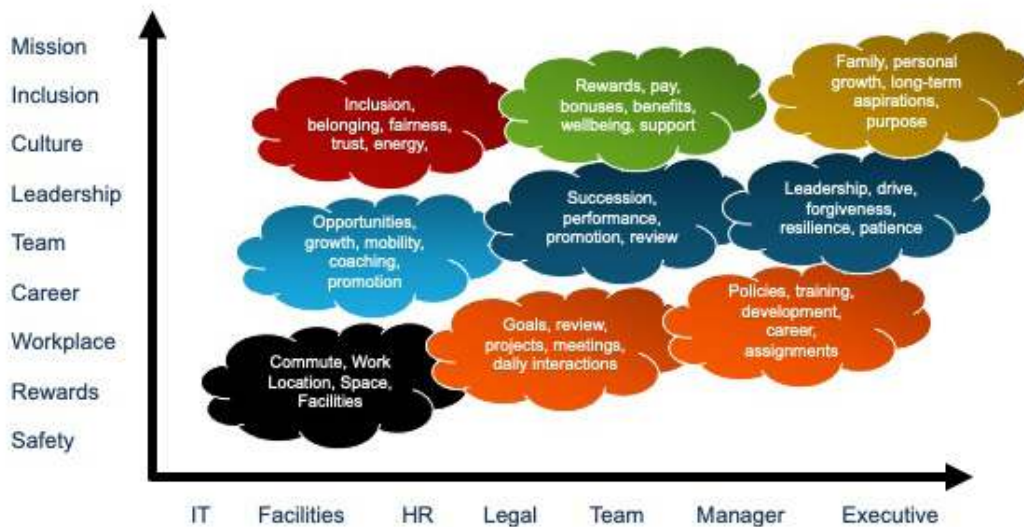 Mission
Inclusion
Culture
Leadership
Team
Career
Workplace
Rewards
Safety
Inclusion,
belonging, fairness,
trust, energy,
Rewards, pay,
bonuses, benefits,
wellbeing, support
Family, personal
growth, long-term
aspirations,
purpose
Opportunities,
growth, mobility,
coaching,
promotion
Succession,
performance,
promotion, review
Leadership, drive,
forgiveness,
resilience, patience
Commute, Work
Location, Space,
Facilities
Goals, review,
projects, meetings,
daily interactions
Policies, training,
development,
career,
assignments
IT Facilities HR Legal Team Manager Executive